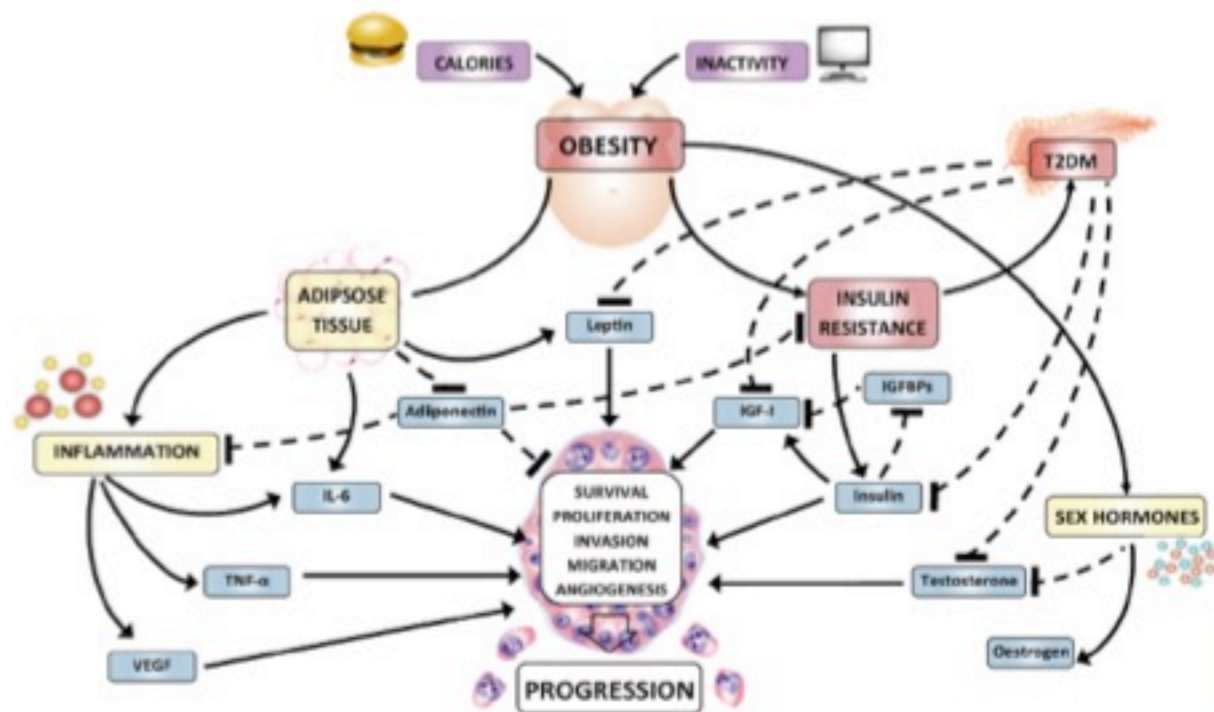 CALORIES
INACTIVITY
OBESITY
T2DM
ADIPSOSE
TISSUE
Leptin
INSULIN
RESISTANCE
IGFBPs
Adiponectin
IGF-I
INFLAMMATION
IL-6
SURVIVAL
PROLIFERATION
INVASION
MIGRATION
ANGIOGENESIS
Insulin
SEX HORMONES
TNF-α
Testosterone
VEGF
Oestrogen
PROGRESSION